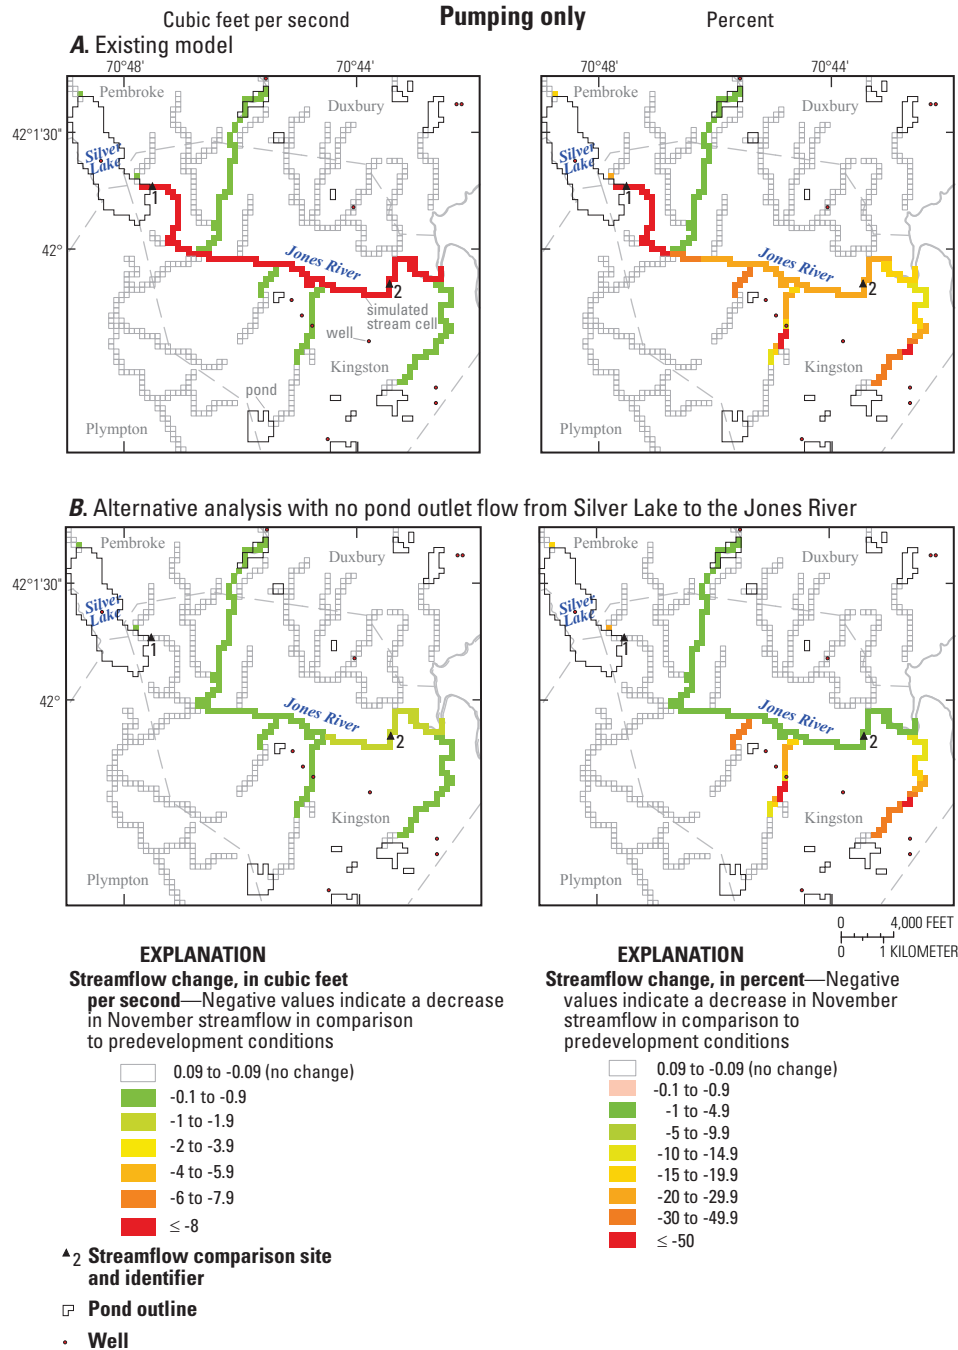 Pumping only
Cubic feet per second
Percent
A. Existing model
70°48'
70°44'
70°48'
70°44'
42°1'30"
42°
Pembroke
Duxbury
Silver
Lake
1
Jones River
2
simulated
stream cell
well
Kingston
pond
Plympton
Pembroke
Duxbury
Silver
Lake
1
Jones River
2
Kingston
Plympton
B. Alternative analysis with no pond outlet flow from Silver Lake to the Jones River
42°1'30"
42°
Pembroke
Duxbury
Silver
Lake
1
Jones River
2
Kingston
Plympton
Pembroke
Duxbury
Silver
Lake
1
Jones River
2
Kingston
Plympton
0 4,000 FEET
0 1 KILOMETER
EXPLANATION
Streamflow change, in cubic feet
per second—Negative values indicate a decrease
in November streamflow in comparison
to predevelopment conditions
0.09 to -0.09 (no change)
-0.1 to -0.9
-1 to -1.9
-2 to -3.9
-4 to -5.9
-6 to -7.9
≤ -8
2 Streamflow comparison site
and identifier
Pond outline
Well
EXPLANATION
Streamflow change, in percent—Negative
values indicate a decrease in November
streamflow in comparison to
predevelopment conditions
0.09 to -0.09 (no change)
-0.1 to -0.9
-1 to -4.9
-5 to -9.9
-10 to -14.9
-15 to -19.9
-20 to -29.9
-30 to -49.9
≤ -50